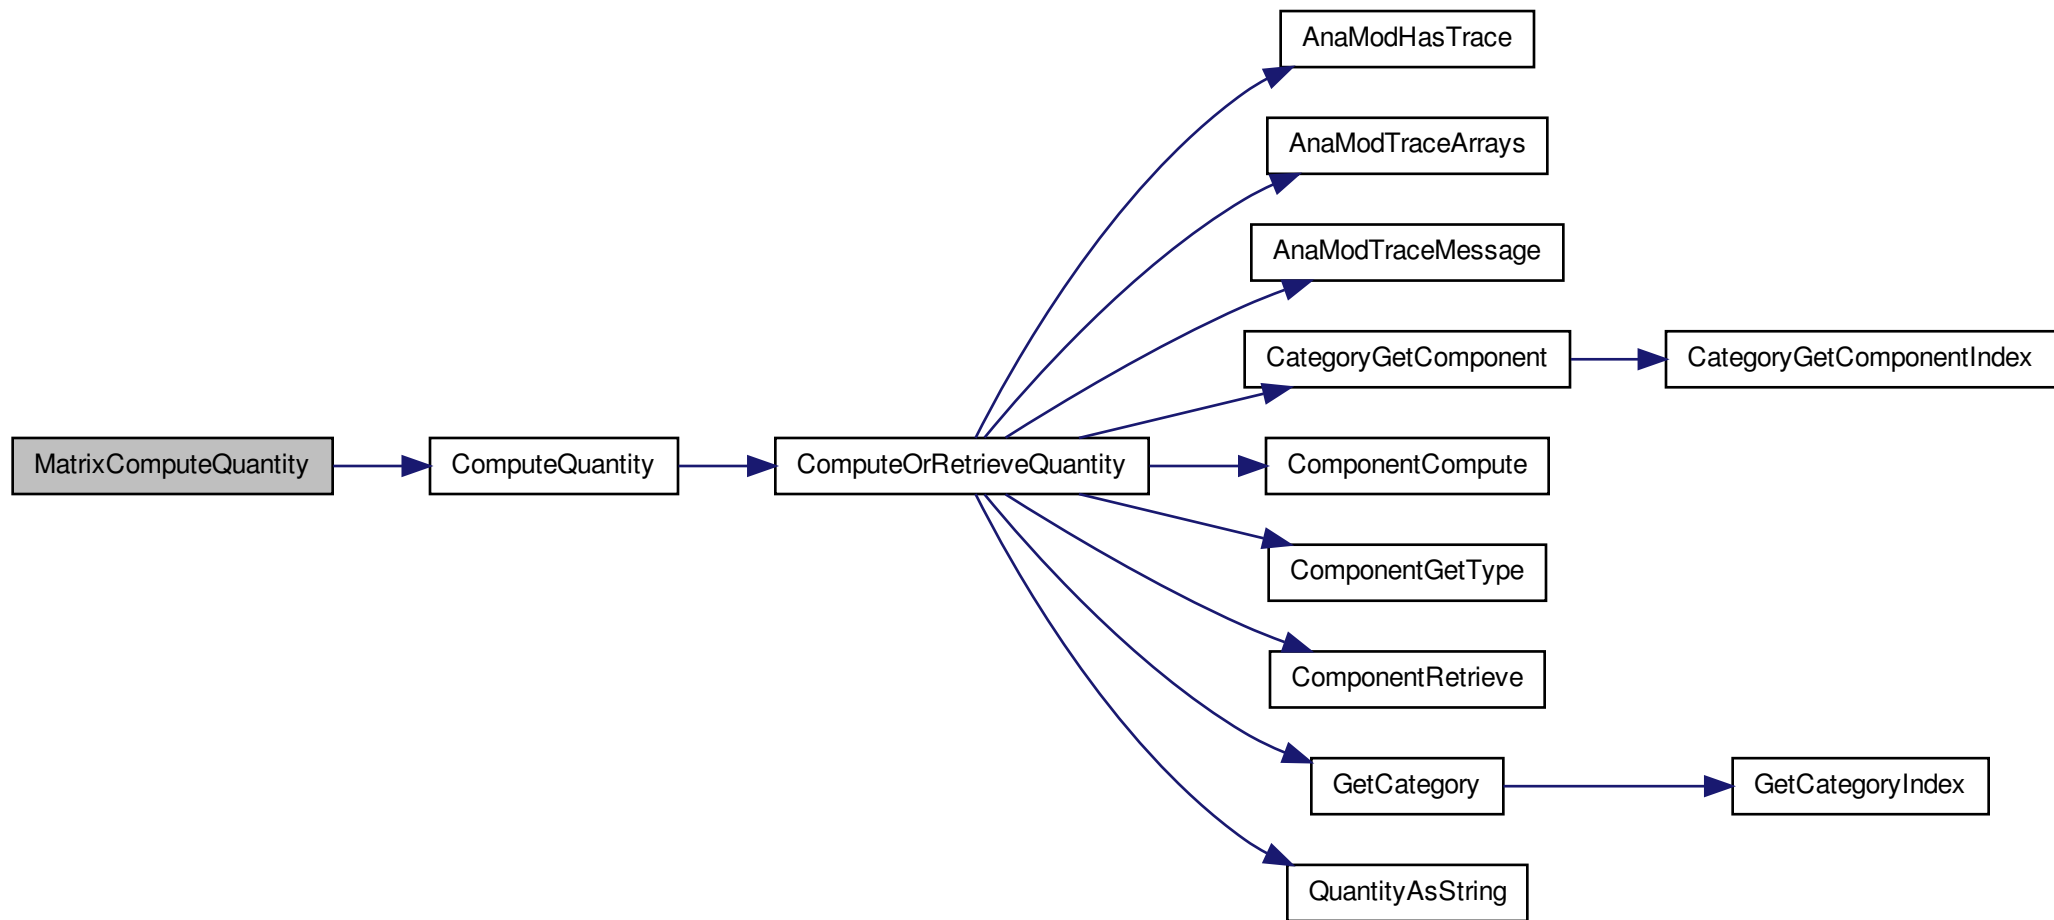 AnaModHasTrace
AnaModTraceArrays
AnaModTraceMessage
CategoryGetComponent
CategoryGetComponentIndex
MatrixComputeQuantity
ComputeQuantity
ComputeOrRetrieveQuantity
ComponentCompute
ComponentGetType
ComponentRetrieve
GetCategory
GetCategoryIndex
QuantityAsString